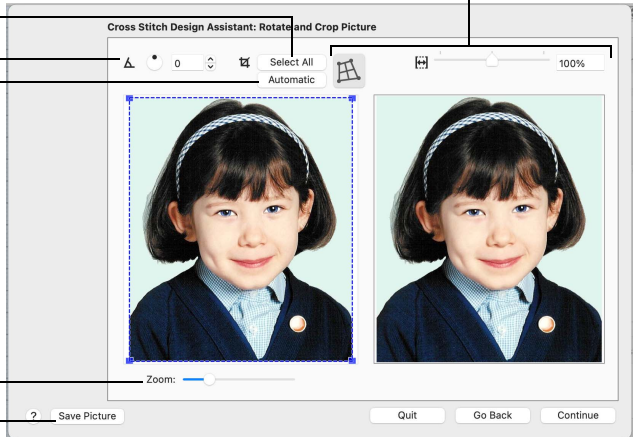 Cross Stitch Design Assistant: Rotate and Crop Picture
0
Select All
100%
Automatic
Zoom:
?
Save Picture
Quit
Go Back
Continue